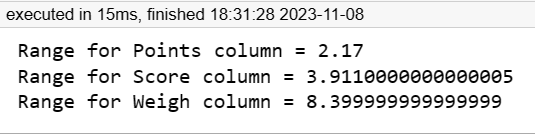 executed in 15ms, finished 18:31:28 2023-11-08
Range for Points column = 2.17
Range for Score column = 3.9110000000000005
Range for Weigh column = 8.399999999999999